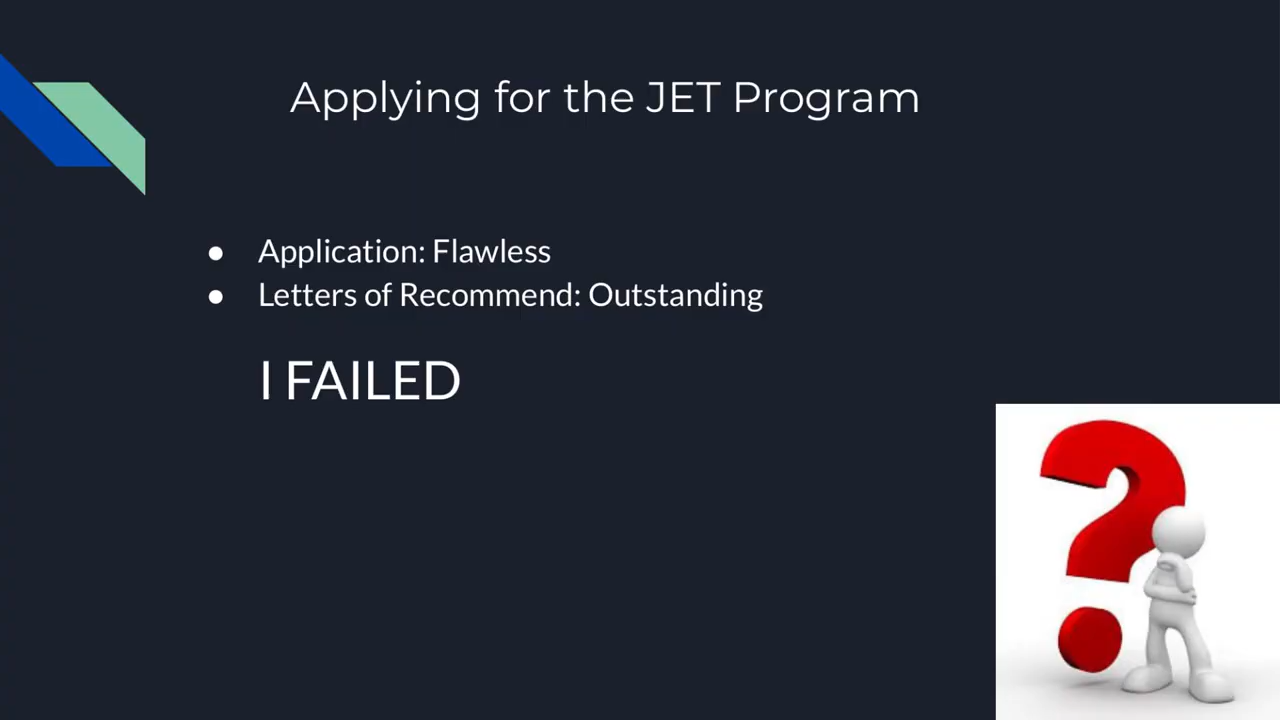 Applying for the JET Program
● Application: Flawless
● Letters of Recommend: Outstanding
I FAILED